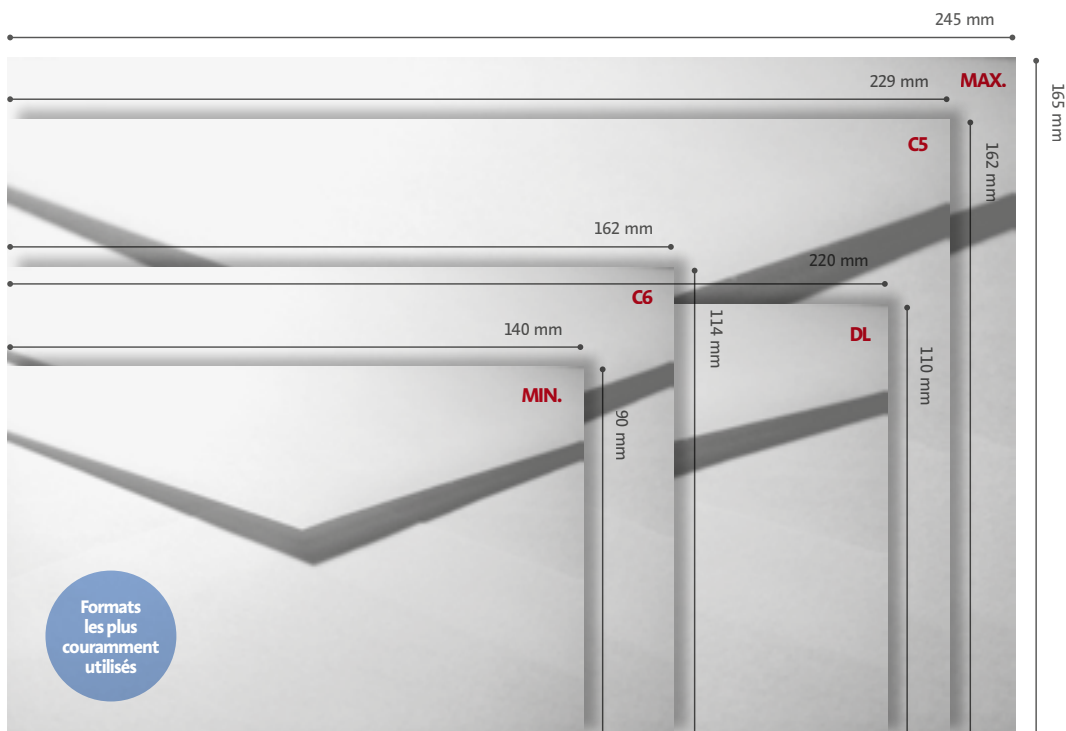 245 mm
MAX.
229 mm
165 mm
C5
162 mm
162 mm
220 mm
C6
114 mm
DL
140 mm
110 mm
MIN.
90 mm
Formats
les plus
couramment
utilisés